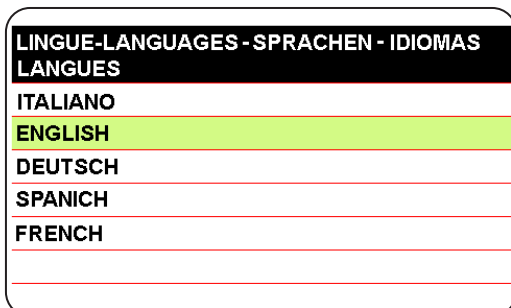 LINGUE-LANGUAGES - SPRACHEN - IDIOMAS
LANGUES
ITALIANO
ENGLISH
DEUTSCH
SPANICH
FRENCH